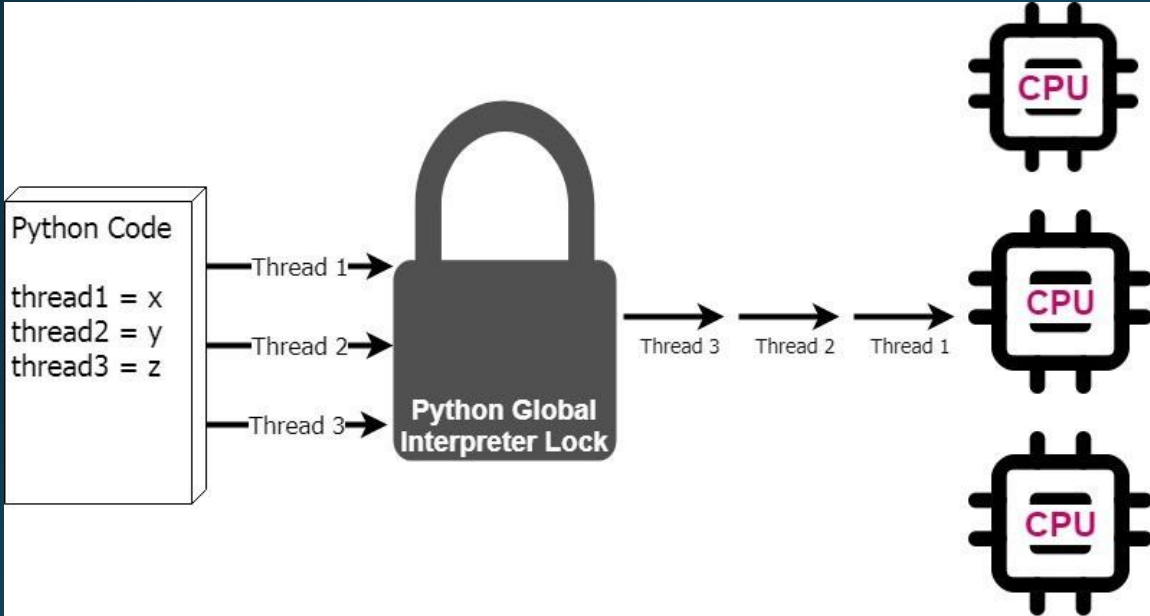 Python Code
thread1 = x
thread2 = y
thread3 = z
Thread 1
Thread 2
Thread 3
Python Global
Interpreter Lock
Thread 3
Thread 2
Thread 1
CPU
CPU
CPU